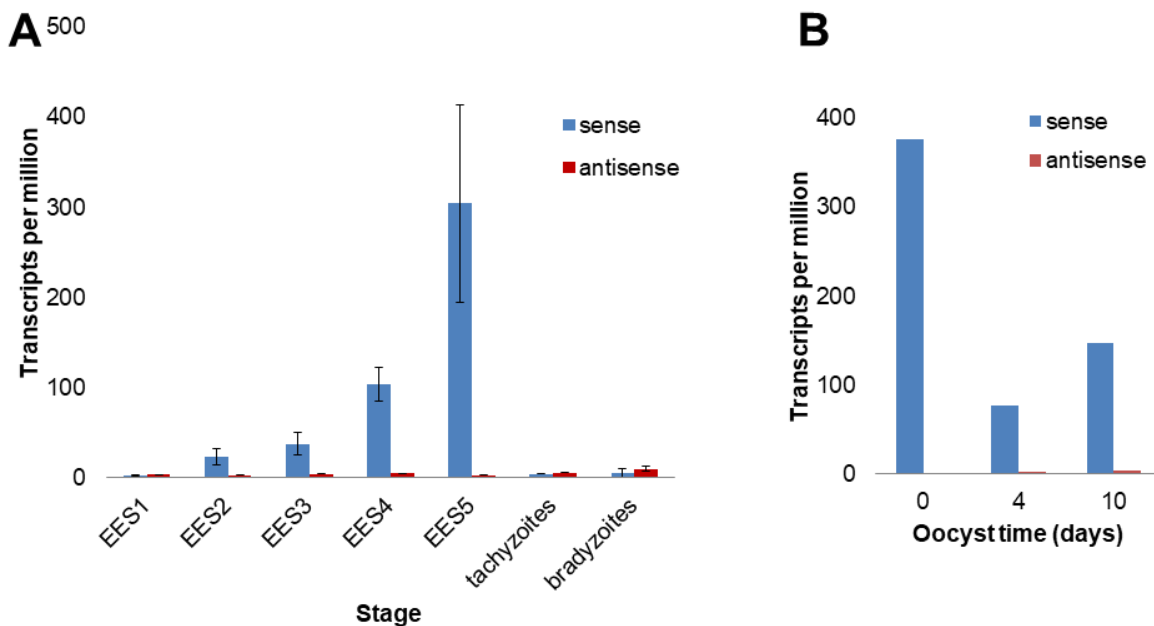 A
500
400
300
200
100
0
Transcripts per million
sense
antisense
EES1
EES2
EES3
EES4
EES5
tachyzoites
bradyzoites
Stage
B
400
300
200
100
0
Transcripts per million
sense
antisense
0 4 10
Oocyst time (days)